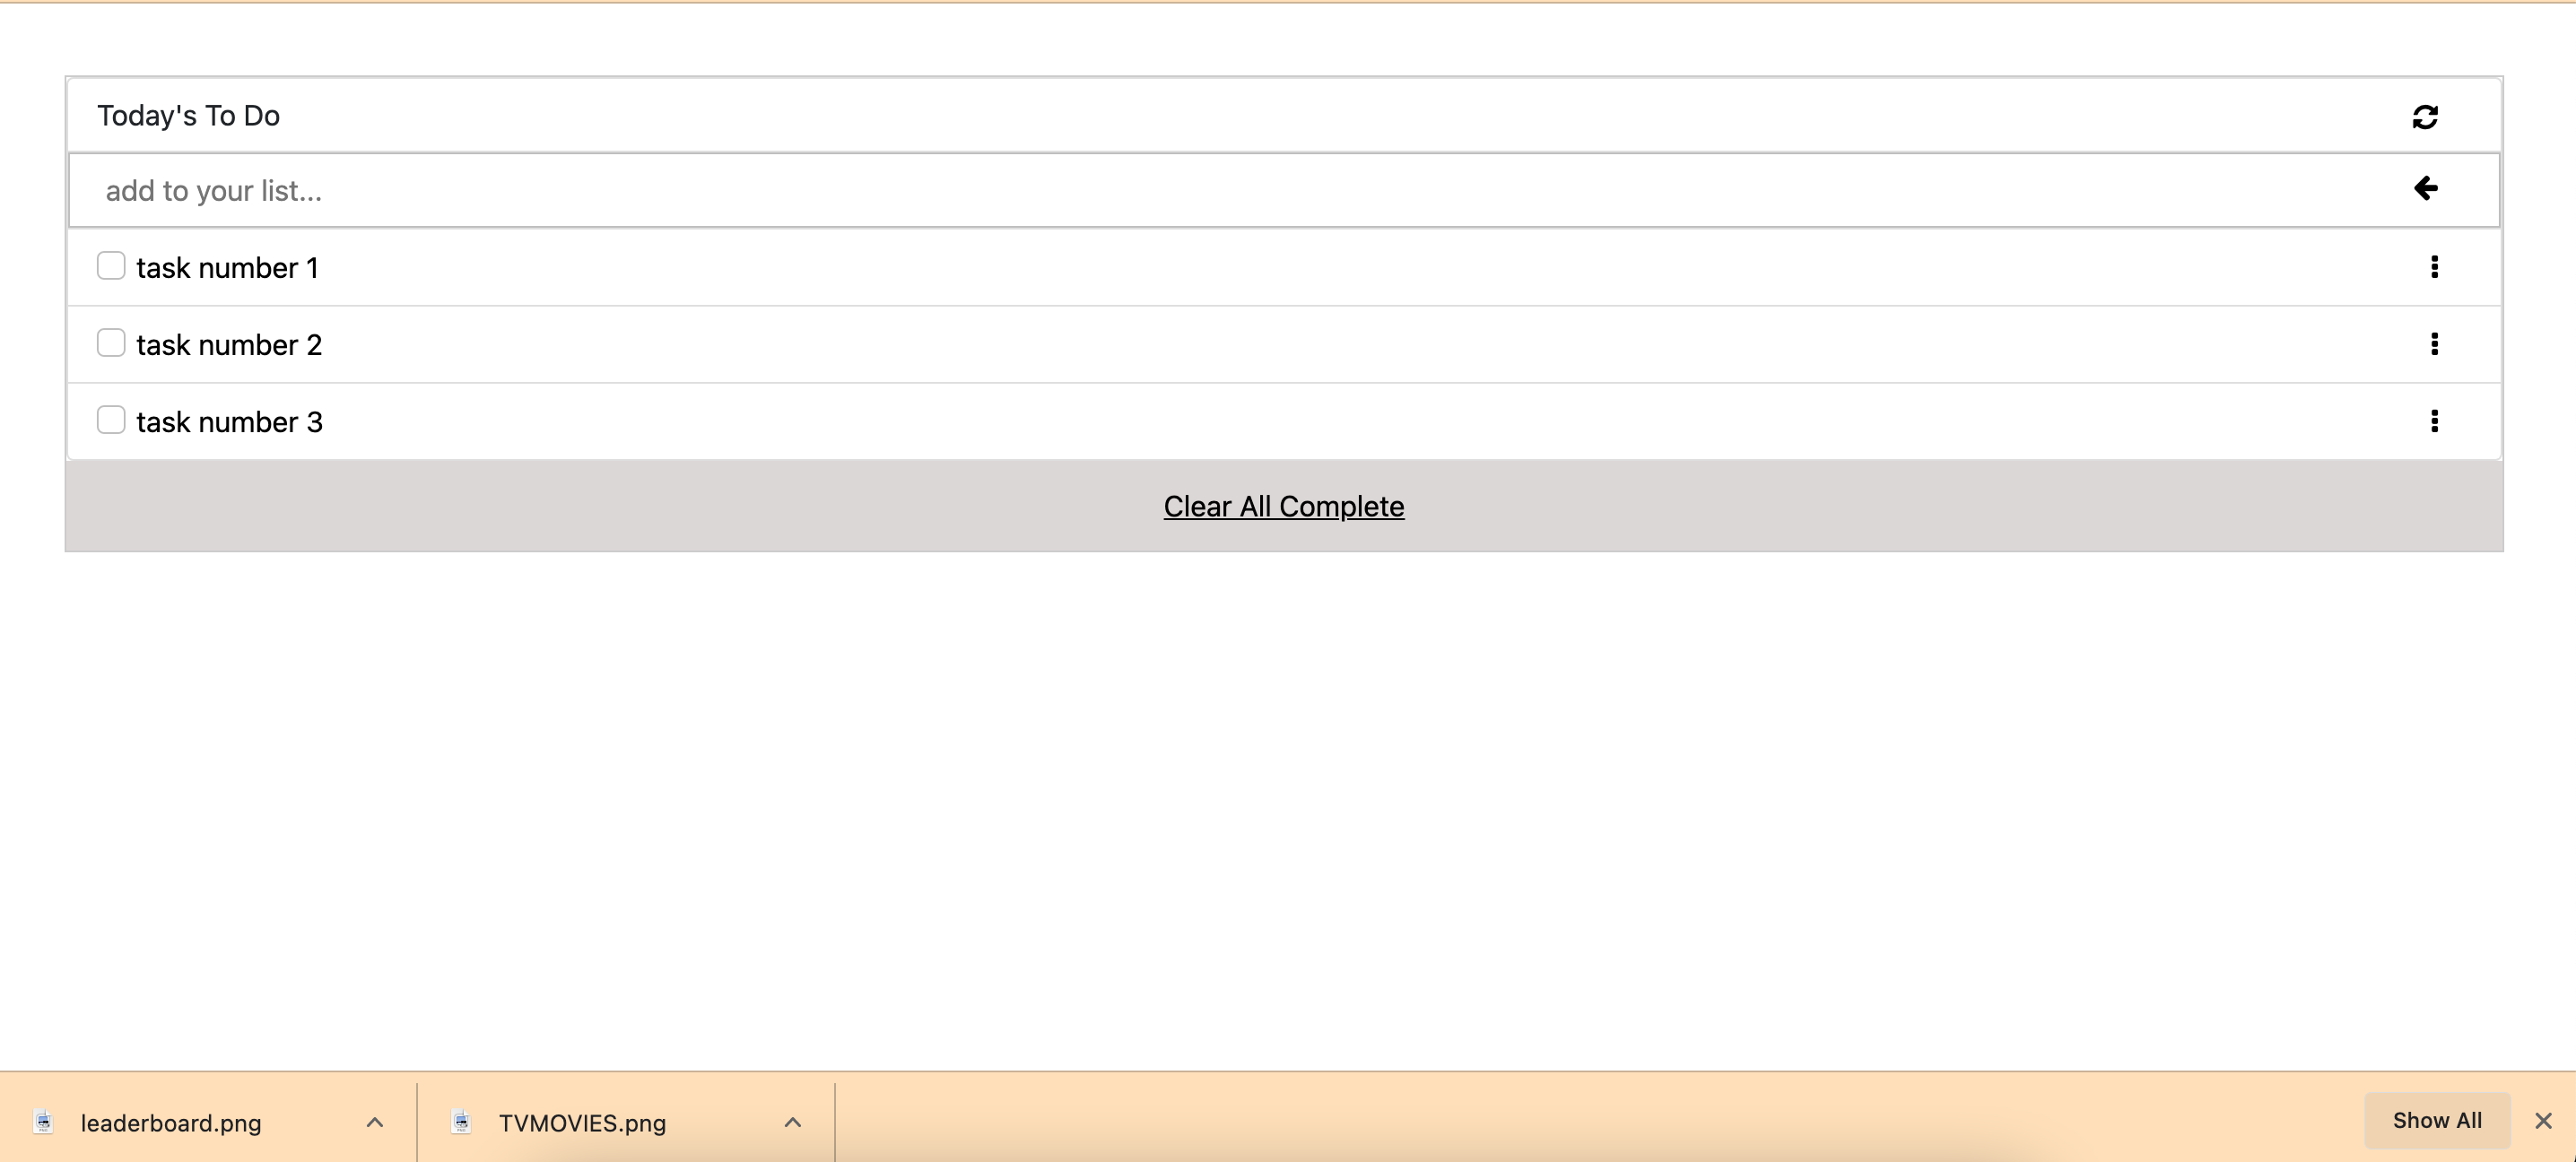 Today's To Do
add to your list...
task number 1
task number 2
task number 3
Clear All Complete
leaderboard.png
TVMOVIES.png
Show All